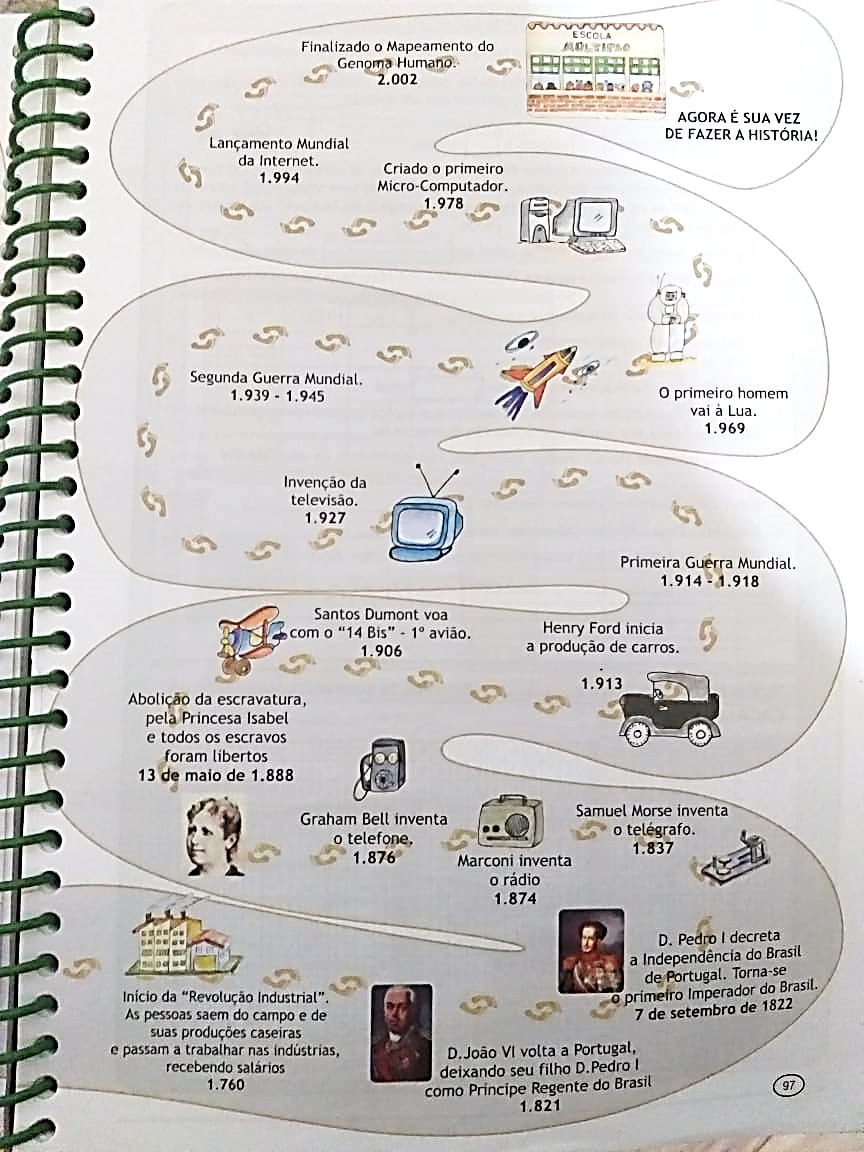 Finalizado o Mapeamento do
Genoma Humano.
2.002
ESCOLA
MÚLTIPLO
AGORA É SUA VEZ
DE FAZER A HISTÓRIA!
Lançamento Mundial
da Internet.
1.994
Criado o primeiro
Micro-Computador.
1.978
O primeiro homem
vai à Lua.
1.969
Segunda Guerra Mundial.
1.939 - 1.945
Invenção da
televisão.
1.927
Primeira Guerra Mundial.
1.914 - 1.918
Santos Dumont voa
com o “14 Bis” - 1º avião.
1.906
Henry Ford inicia
a produção de carros.
1.913
Abolição da escravatura,
pela Princesa Isabel
e todos os escravos
foram libertos
13 de maio de 1.888
Graham Bell inventa
o telefone.
1.876
Marconi inventa
o rádio
1.874
Samuel Morse inventa
o telégrafo.
1.837
D. Pedro I decreta
a Independência do Brasil
de Portugal. Torna-se
o primeiro Imperador do Brasil.
7 de setembro de 1822
Início da “Revolução Industrial”.
As pessoas saem do campo e de
suas produções caseiras
e passam a trabalhar nas indústrias,
recebendo salários
1.760
D.João VI volta a Portugal,
deixando seu filho D.Pedro I
como Príncipe Regente do Brasil
1.821
97